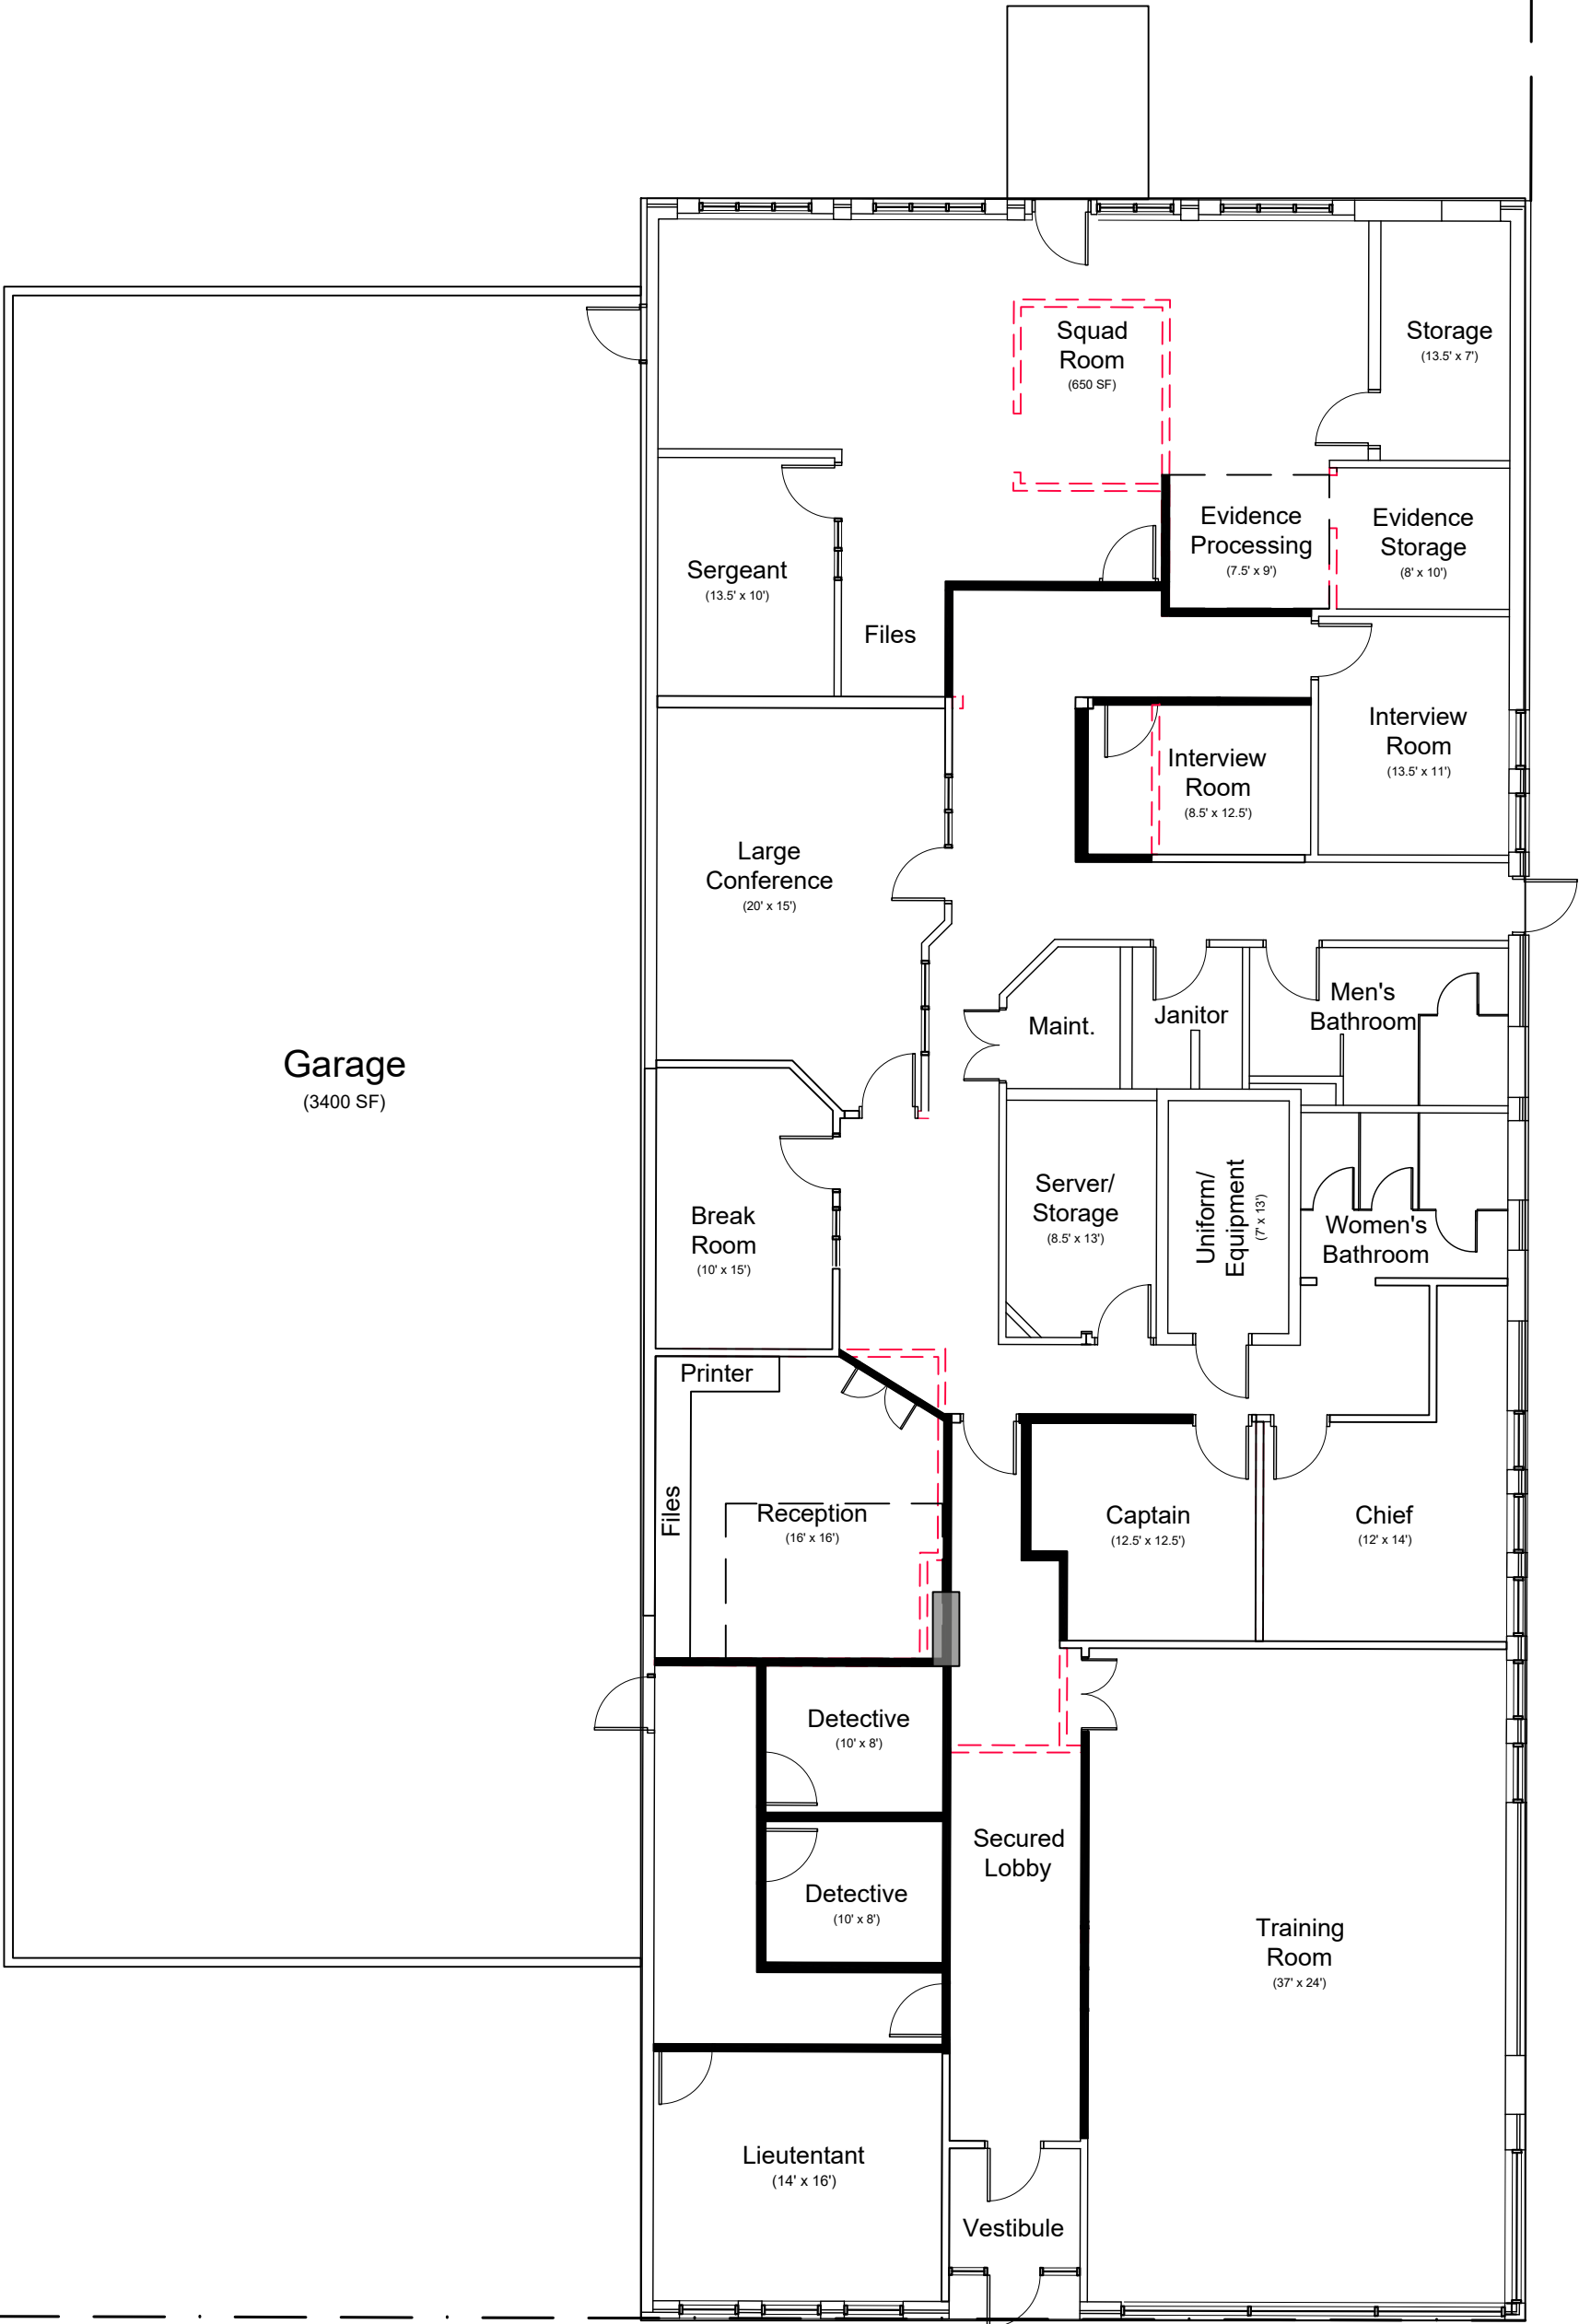 Squad
Room
(650 SF)
Storage
(13.5' x 7')
Evidence
Processing
(7.5' x 9')
Evidence
Storage
(8' x 10')
Sergeant
(13.5' x 10')
Files
Interview
Room
(13.5' x 11')
Interview
Room
(8.5' x 12.5')
Large
Conference
(20' x 15')
Men's
Bathroom
Janitor
Maint.
Garage
(3400 SF)
Server/
Storage
(8.5' x 13')
Uniform/
Equipment
(7' x 13')
Women's
Bathroom
Break
Room
(10' x 15')
Printer
Files
Reception
(16' x 16')
Captain
(12.5' x 12.5')
Chief
(12' x 14')
Detective
(10' x 8')
Secured
Lobby
Detective
(10' x 8')
Training
Room
(37' x 24')
Lieutentant
(14' x 16')
Vestibule